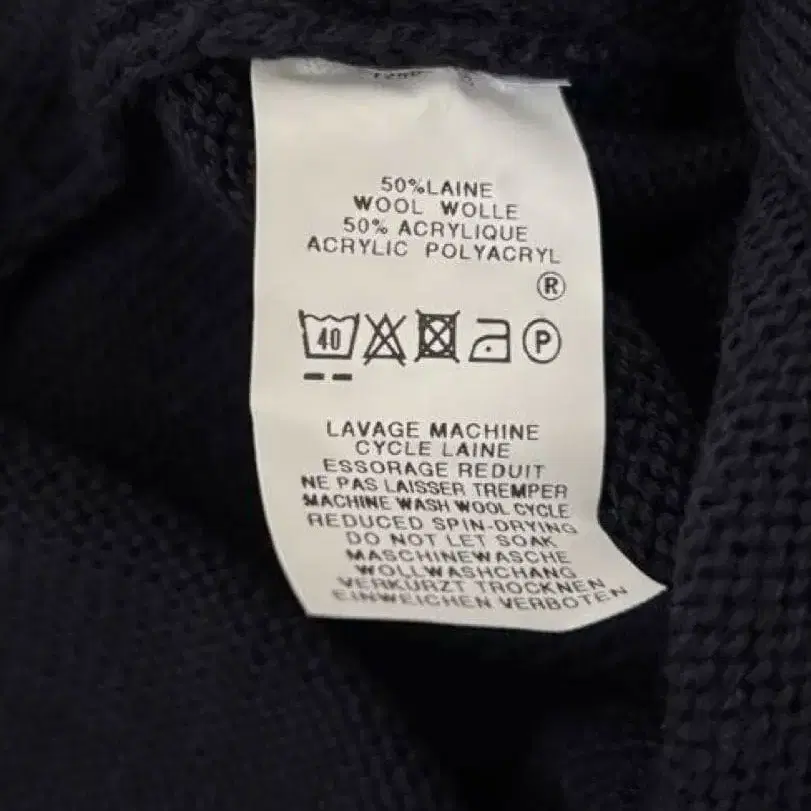 50%LAINE
WOOL WOLLE
50% ACRYLIQUE
ACRYLIC POLYACRYL
®
40
P
LAVAGE MACHINE
CYCLE LAINE
ESSORAGE REDUIT
NE PAS LAISSER TREMPER
MACHINE WASH WOOL CYCLE
REDUCED SPIN-DRYING
DO NOT LET SOAK
MASCHINEWASCHE
WOLLWASHCHANG
VERKÜRZT TROCKNEN
EINWEICHEN VERBOTEN